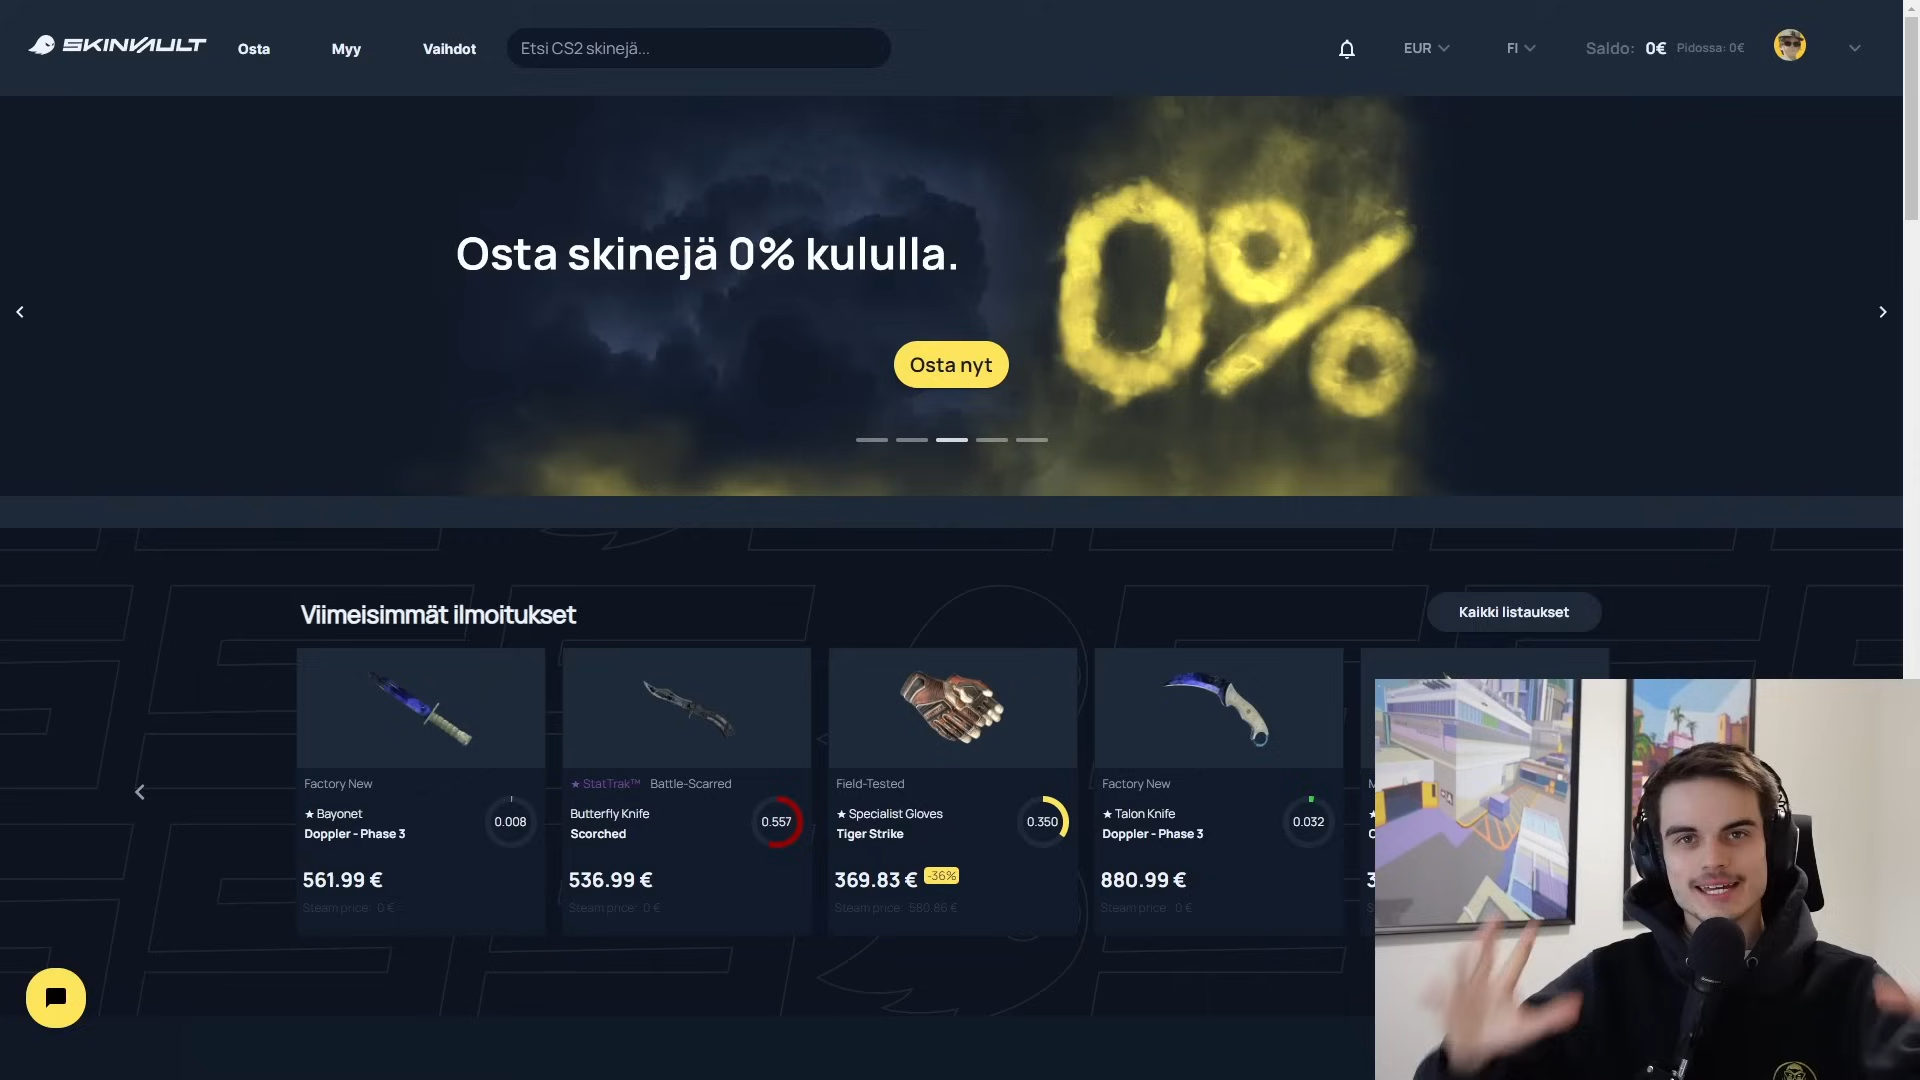 SKINVAULT
Osta
Myy
Vaihdot
Etsi CS2 skinejä...
EUR
FI
Saldo: 0€ Pidossa: 0€
Osta skinejä 0% kululla.
0%
Osta nyt
Viimeisimmät ilmoitukset
Kaikki listaukset
Factory New
★ Bayonet
Doppler - Phase 3
0.008
561.99 €
Steam price: 0 €
★ StatTrak™ Battle-Scarred
Butterfly Knife
Scorched
0.557
536.99 €
Steam price: 0 €
Field-Tested
★ Specialist Gloves
Tiger Strike
0.350
369.83 € -36%
Steam price: 580.86 €
Factory New
★ Talon Knife
Doppler - Phase 3
0.032
880.99 €
Steam price: 0 €